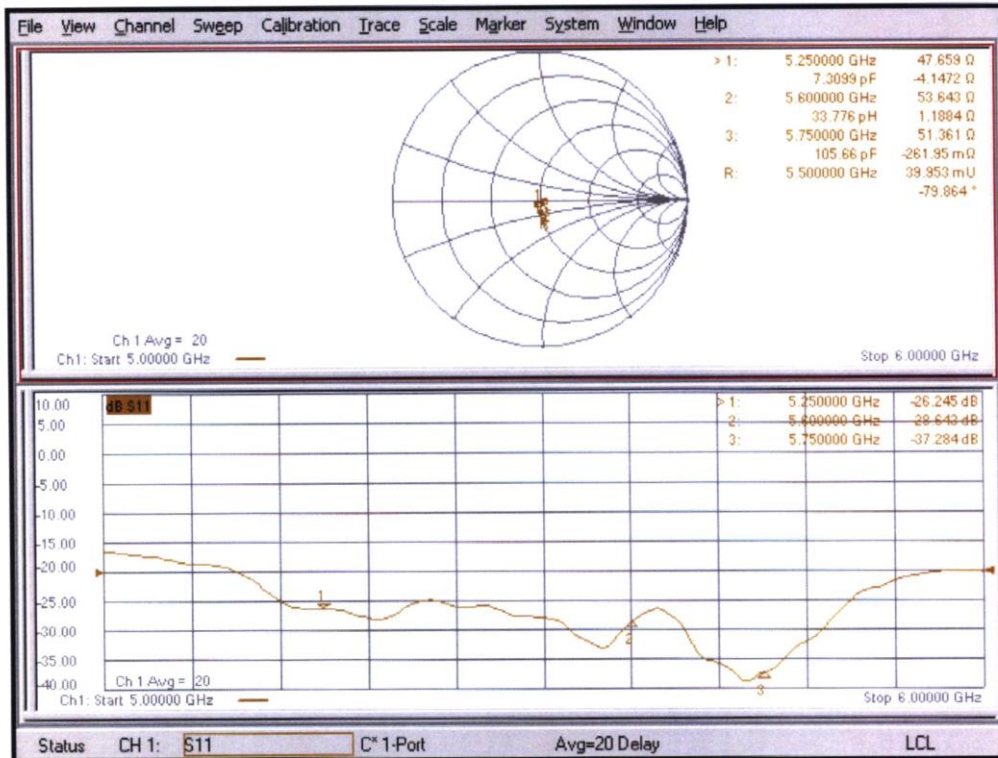 File View Channel Sweep Calibration Trace Scale Marker System Window Help
> 1: 5.250000 GHz 47.659 Ω
7.3099 pF -4.1472 Ω
2: 5.600000 GHz 53.643 Ω
33.776 pH 1.1884 Ω
3: 5.750000 GHz 51.361 Ω
105.66 pF -261.95 mΩ
R: 5.500000 GHz 39.953 mU
-79.864 °
1
Ch 1 Avg = 20
Ch1: Start 5.00000 GHz Stop 6.00000 GHz
10.00 dB S11 > 1: 5.250000 GHz -26.245 dB
5.00 2: 5.600000 GHz -28.643 dB
0.00 3: 5.750000 GHz -37.284 dB
-5.00
-10.00
-15.00
-20.00
-25.00 1
-30.00 2
-35.00
-40.00 Ch 1 Avg = 20 3
Ch1: Start 5.00000 GHz Stop 6.00000 GHz
Status CH 1: S11 C* 1-Port Avg=20 Delay LCL